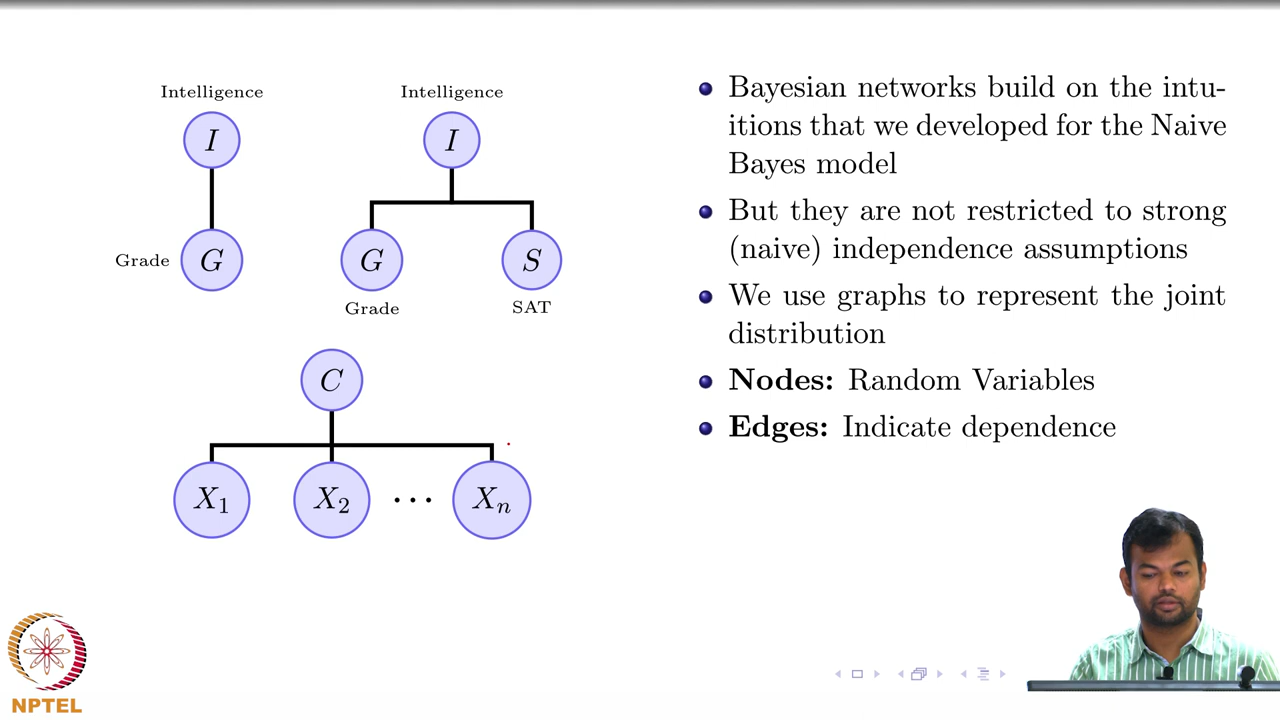 Intelligence
I
G
Grade
Intelligence
I
G
S
Grade
SAT
C
X1
X2
...
Xn
Bayesian networks build on the intu-
itions that we developed for the Naive
Bayes model
But they are not restricted to strong
(naive) independence assumptions
We use graphs to represent the joint
distribution
Nodes: Random Variables
Edges: Indicate dependence
NPTEL